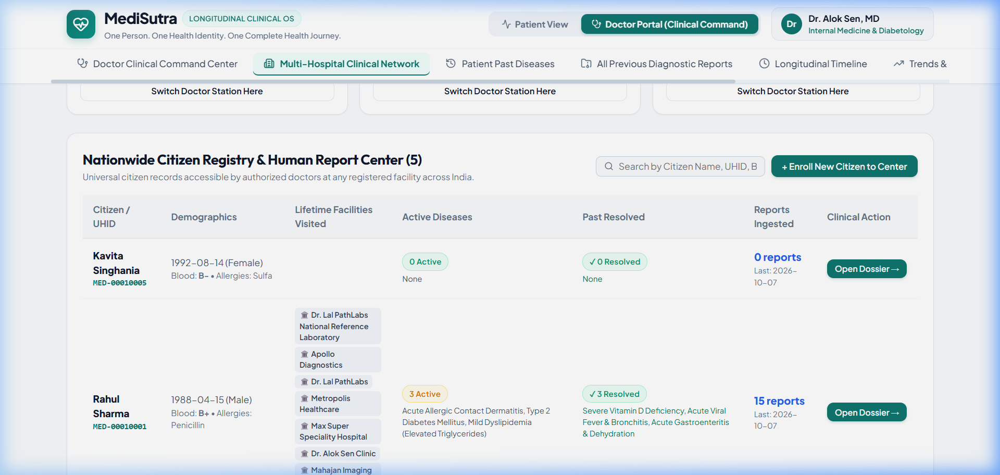 MediSutra
LONGITUDINAL CLINICAL OS
One Person. One Health Identity. One Complete Health Journey.
Patient View
Doctor Portal (Clinical Command)
Dr
Dr. Alok Sen, MD
Internal Medicine & Diabetology
Doctor Clinical Command Center
Multi-Hospital Clinical Network
Patient Past Diseases
All Previous Diagnostic Reports
Longitudinal Timeline
Trends &
Switch Doctor Station Here
Switch Doctor Station Here
Switch Doctor Station Here
Nationwide Citizen Registry & Human Report Center (5)
Universal citizen records accessible by authorized doctors at any registered facility across India.
Search by Citizen Name, UHID, B
+ Enroll New Citizen to Center
Citizen /
UHID
Demographics
Lifetime Facilities
Visited
Active Diseases
Past Resolved
Reports
Ingested
Clinical Action
Kavita
Singhania
MED-00010005
1992-08-14 (Female)
Blood: B- • Allergies: Sulfa
0 Active
None
✓ 0 Resolved
None
0 reports
Last: 2026-
10-07
Open Dossier →
Rahul
Sharma
MED-00010001
1988-04-15 (Male)
Blood: B+ • Allergies:
Penicillin
Dr. Lal PathLabs
National Reference
Laboratory
Apollo
Diagnostics
Dr. Lal PathLabs
Metropolis
Healthcare
Max Super
Speciality Hospital
Dr. Alok Sen Clinic
Mahajan Imaging
3 Active
Acute Allergic Contact Dermatitis, Type 2
Diabetes Mellitus, Mild Dyslipidemia
(Elevated Triglycerides)
✓ 3 Resolved
Severe Vitamin D Deficiency, Acute Viral
Fever & Bronchitis, Acute Gastroenteritis
& Dehydration
15 reports
Last: 2026-
10-07
Open Dossier →